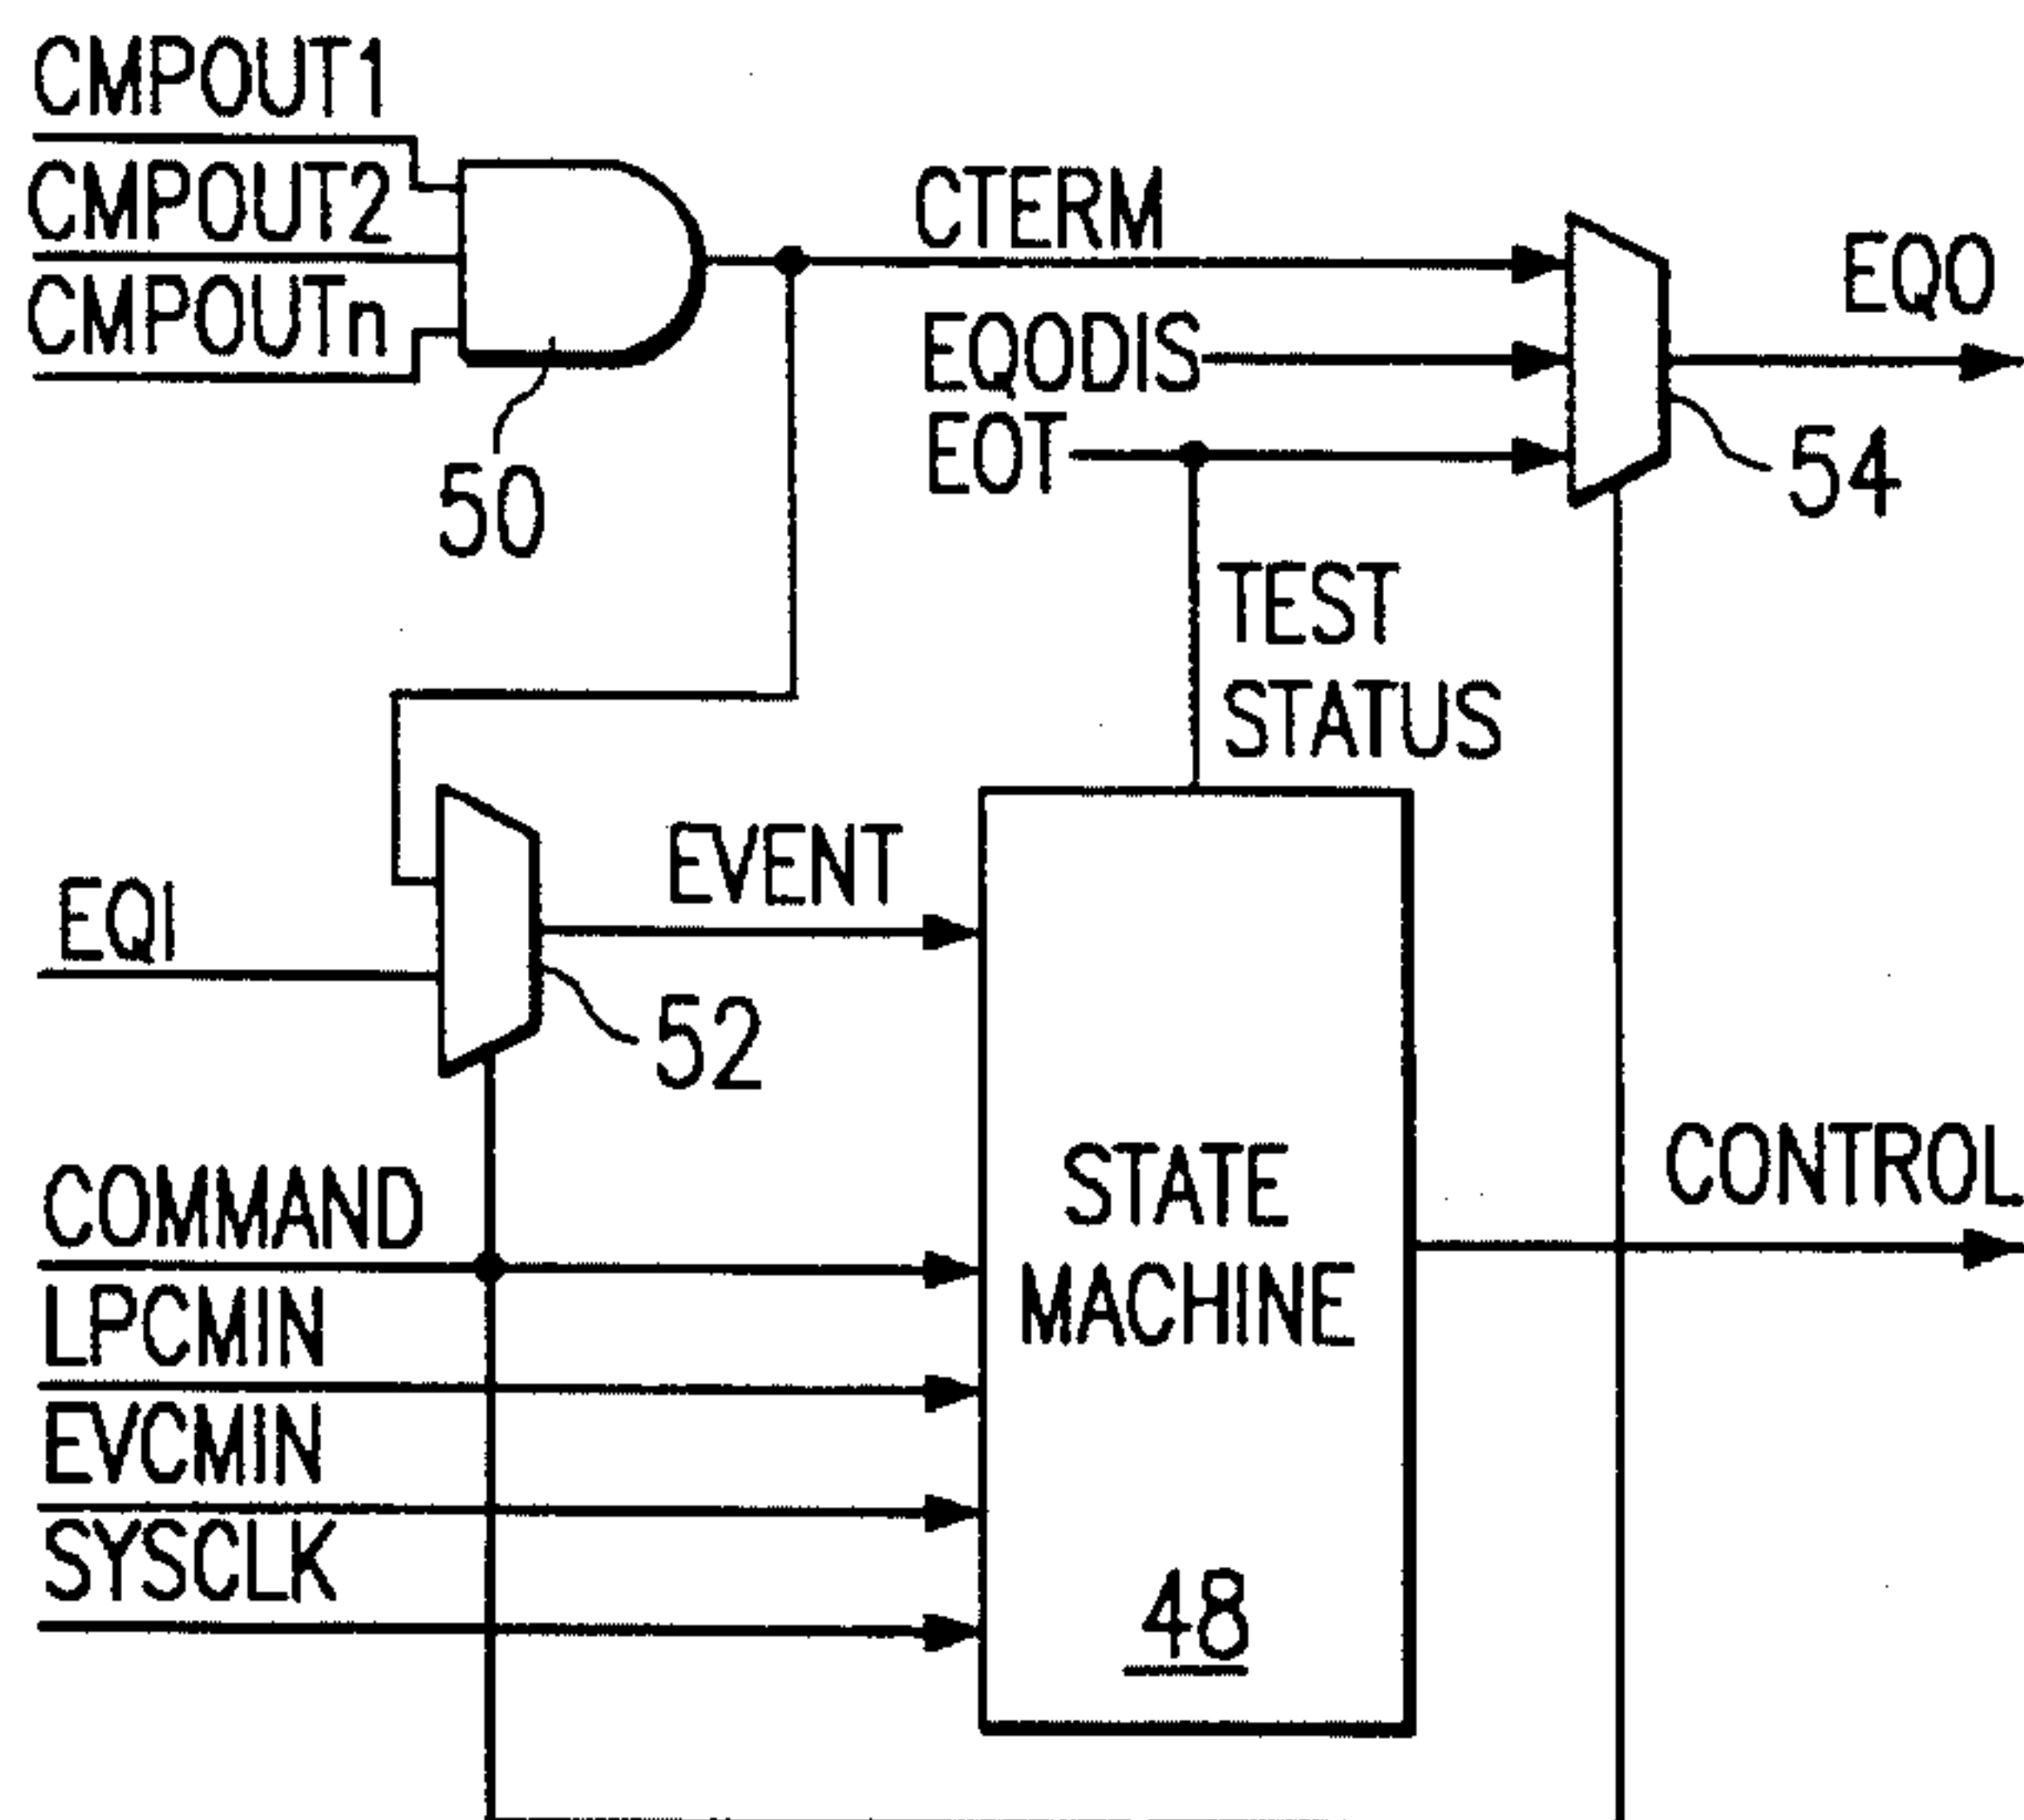 CMPOUT1
CMPOUT2
CMPOUTn
50
CTERM
EQODIS
EOT
EQO
54
TEST
STATUS
EQI
EVENT
52
COMMAND
LPCMIN
EVCMIN
SYSCLK
STATE
MACHINE
48
CONTROL